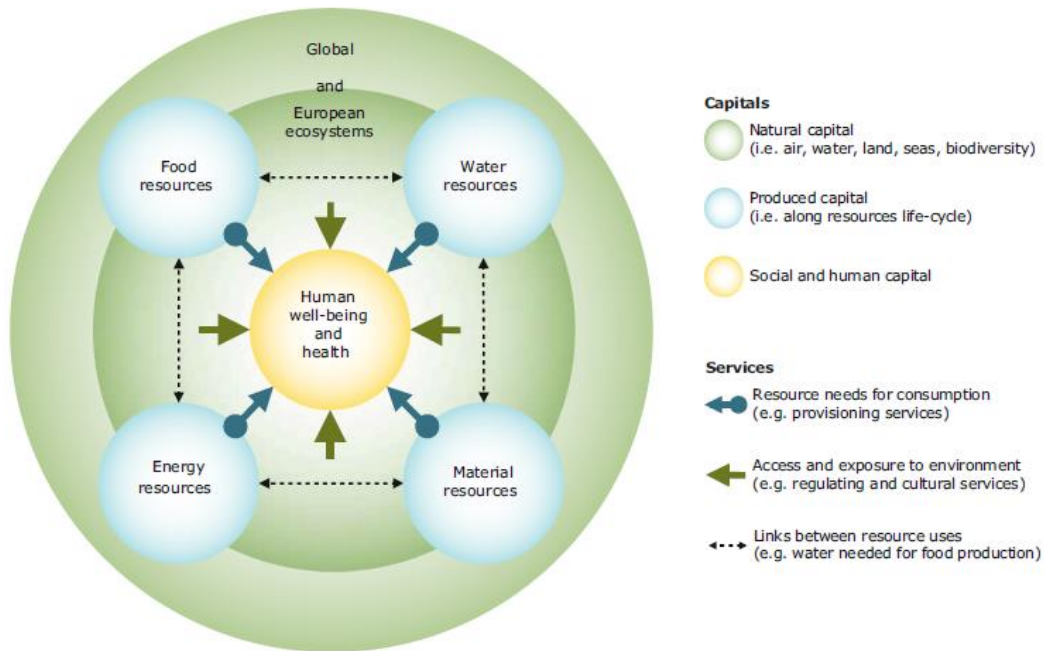 Global
and
European
ecosystems
Food
resources
Water
resources
Human
well-being
and
health
Energy
resources
Material
resources
Capitals
Natural capital
(i.e. air, water, land, seas, biodiversity)
Produced capital
(i.e. along resources life-cycle)
Social and human capital
Services
Resource needs for consumption
(e.g. provisioning services)
Access and exposure to environment
(e.g. regulating and cultural services)
Links between resource uses
(e.g. water needed for food production)